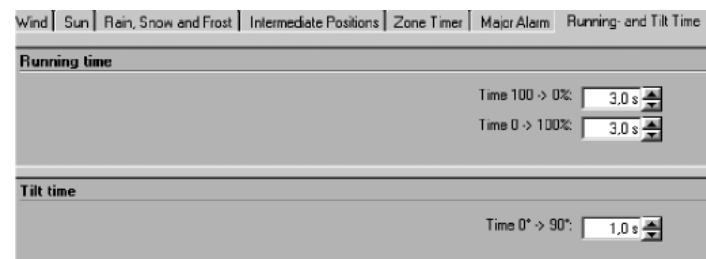 Wind Sun Rain, Snow and Frost Intermediate Positions Zone Timer Major Alarm Running- and Tilt Time
Running time
Time 100 -> 0%: 3,0 s
Time 0 -> 100%: 3,0 s
Tilt time
Time 0° -> 90°: 1,0 s